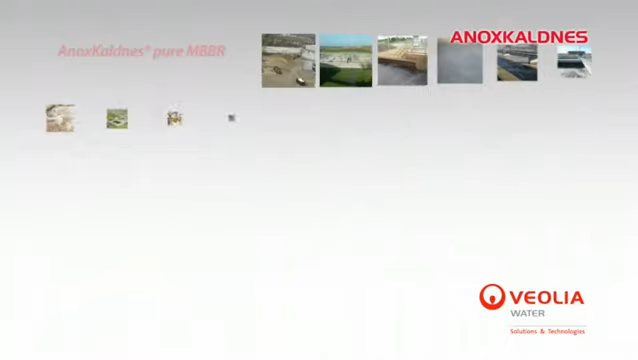 AnoxKaldnes® pure MBBR
ANOXKALDNES
VEOLIA
WATER
Solutions & Technologies